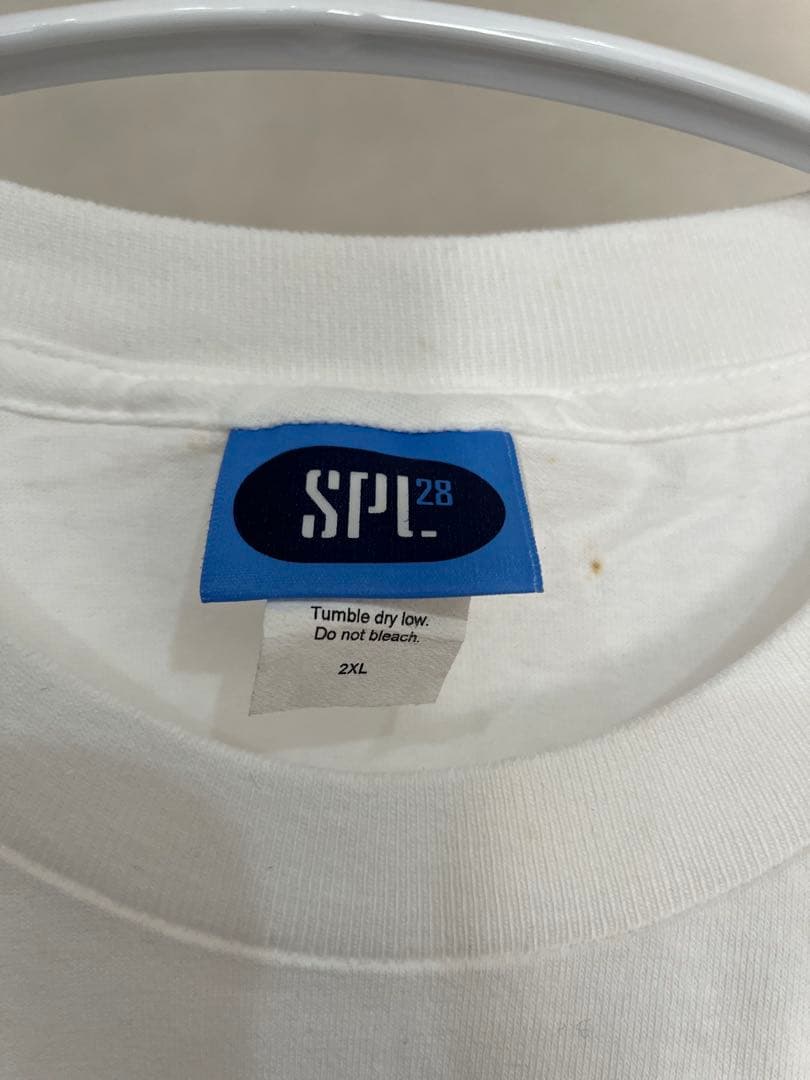 SPL28
Tumble dry low.
Do not bleach.
2XL